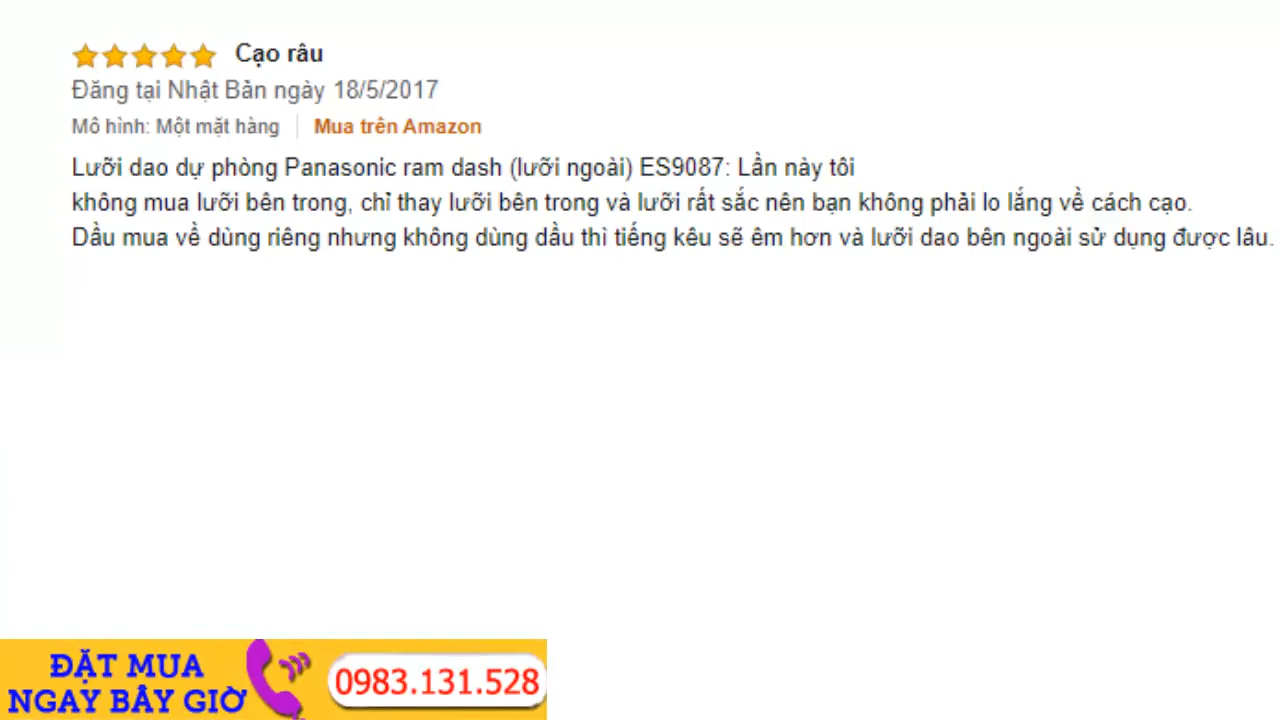 Cạo râu
Đăng tại Nhật Bản ngày 18/5/2017
Mô hình: Một mặt hàng Mua trên Amazon
Lưỡi dao dự phòng Panasonic ram dash (lưỡi ngoài) ES9087: Lần này tôi
không mua lưỡi bên trong, chỉ thay lưỡi bên trong và lưỡi rất sắc nên bạn không phải lo lắng về cách cạo.
Dầu mua về dùng riêng nhưng không dùng dầu thì tiếng kêu sẽ êm hơn và lưỡi dao bên ngoài sử dụng được lâu.
ĐẶT MUA
NGAY BÂY GIỜ
0983.131.528